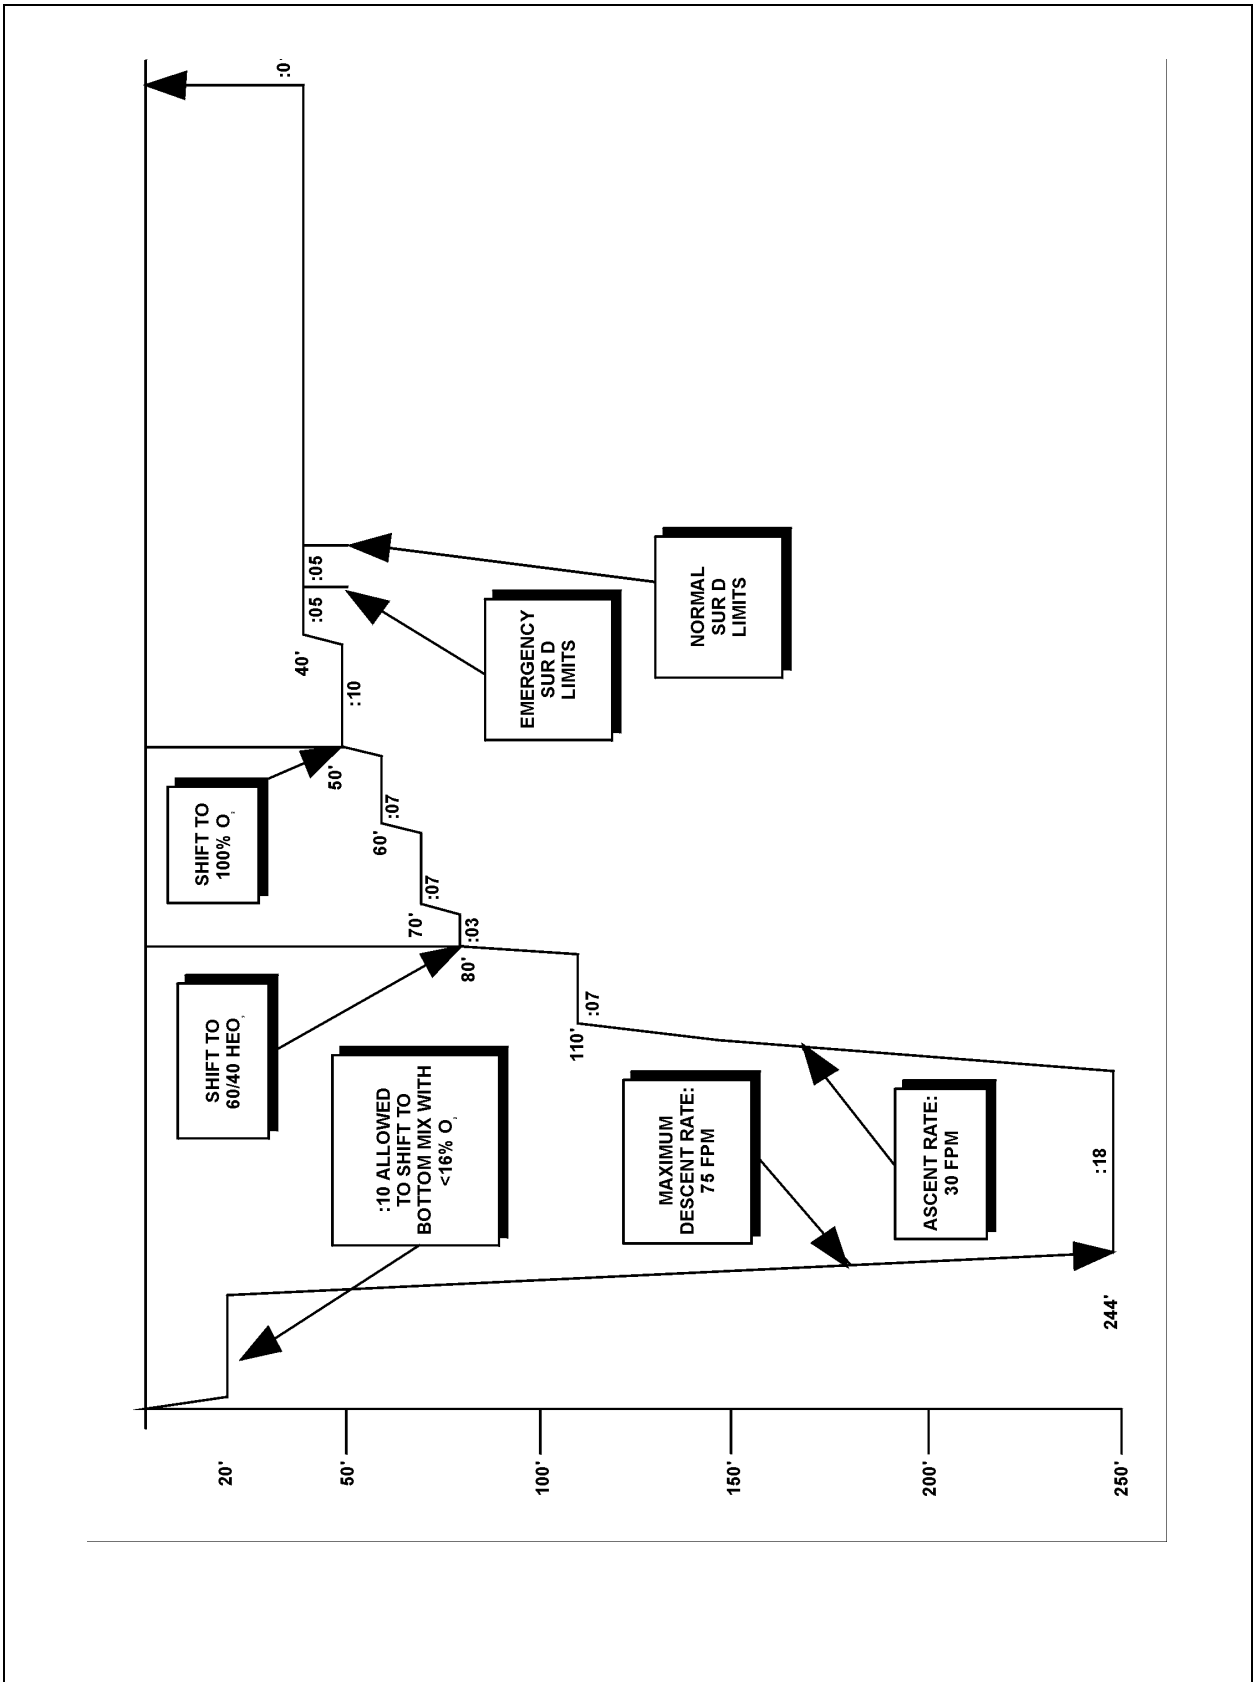 20'
50'
100'
150'
200'
250'
:10 ALLOWED
TO SHIFT TO
BOTTOM MIX WITH
<16% O
MAXIMUM
DESCENT RATE:
75 FPM
244'
:18
ASCENT RATE:
30 FPM
110'
:07
SHIFT TO
60/40 HEO
80'
:03
70'
:07
60'
:07
SHIFT TO
100% O
50'
:10
40'
:05
:05
EMERGENCY
SUR D
LIMITS
NORMAL
SUR D
LIMITS